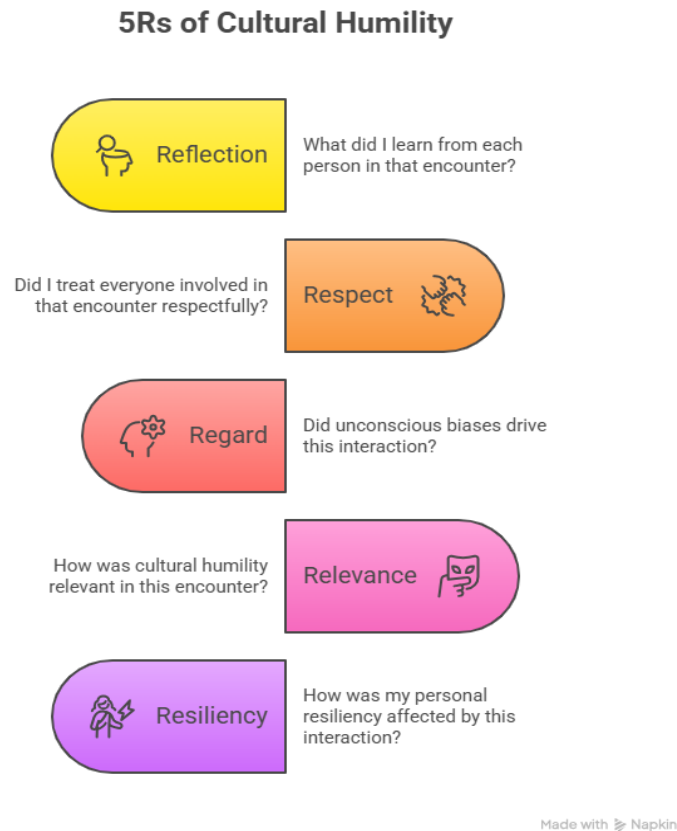 5Rs of Cultural Humility
Reflection
What did I learn from each
person in that encounter?
Did I treat everyone involved in
that encounter respectfully?
Respect
Regard
Did unconscious biases drive
this interaction?
How was cultural humility
relevant in this encounter?
Relevance
Resiliency
How was my personal
resiliency affected by this
interaction?
Made with Napkin